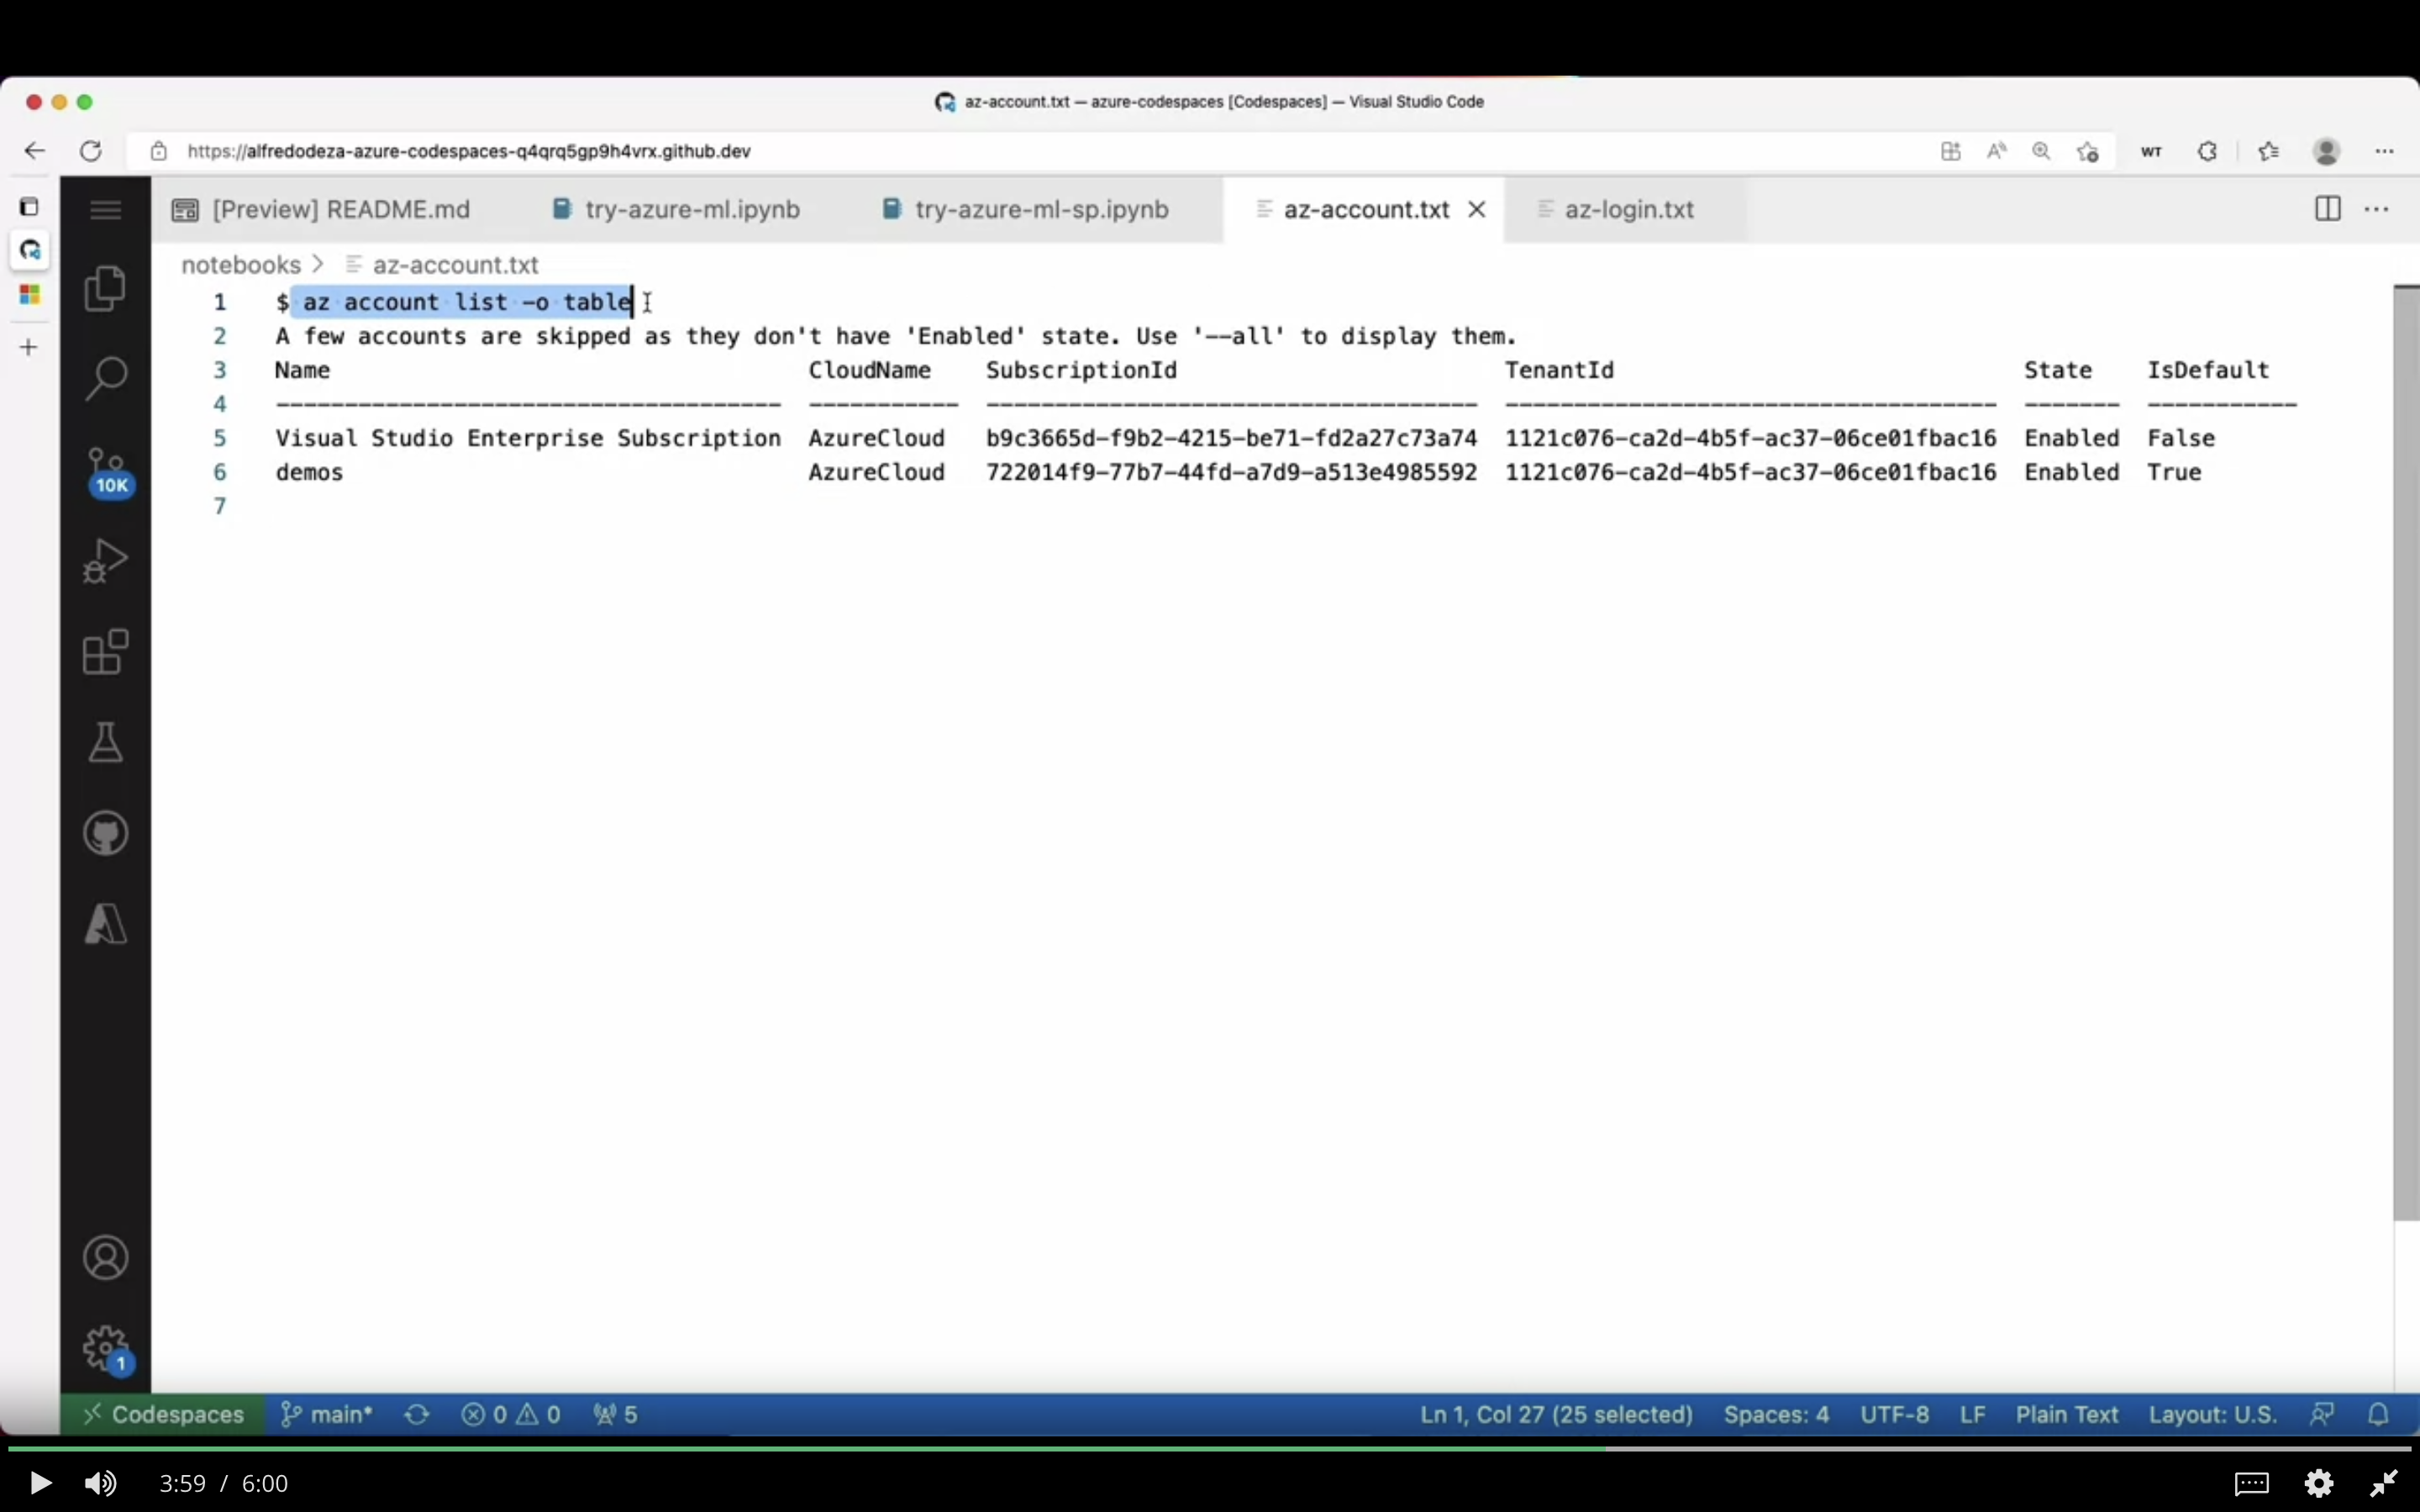 az-account.txt — azure-codespaces [Codespaces] — Visual Studio Code
https://alfredodeza-azure-codespaces-q4qrq5gp9h4vrx.github.dev
WT
[Preview] README.md try-azure-ml.ipynb try-azure-ml-sp.ipynb az-account.txt az-login.txt
notebooks > az-account.txt
1 $ az account list -o table
2 A few accounts are skipped as they don't have 'Enabled' state. Use '--all' to display them.
3 Name CloudName SubscriptionId TenantId State IsDefault
4 ------------------------------------- ----------- ------------------------------------ ------------------------------------ ------- -----------
5 Visual Studio Enterprise Subscription AzureCloud b9c3665d-f9b2-4215-be71-fd2a27c73a74 1121c076-ca2d-4b5f-ac37-06ce01fbac16 Enabled False
6 demos AzureCloud 722014f9-77b7-44fd-a7d9-a513e4985592 1121c076-ca2d-4b5f-ac37-06ce01fbac16 Enabled True
7
10K
1
Codespaces main* 0 0 5 Ln 1, Col 27 (25 selected) Spaces: 4 UTF-8 LF Plain Text Layout: U.S.
3:59 / 6:00